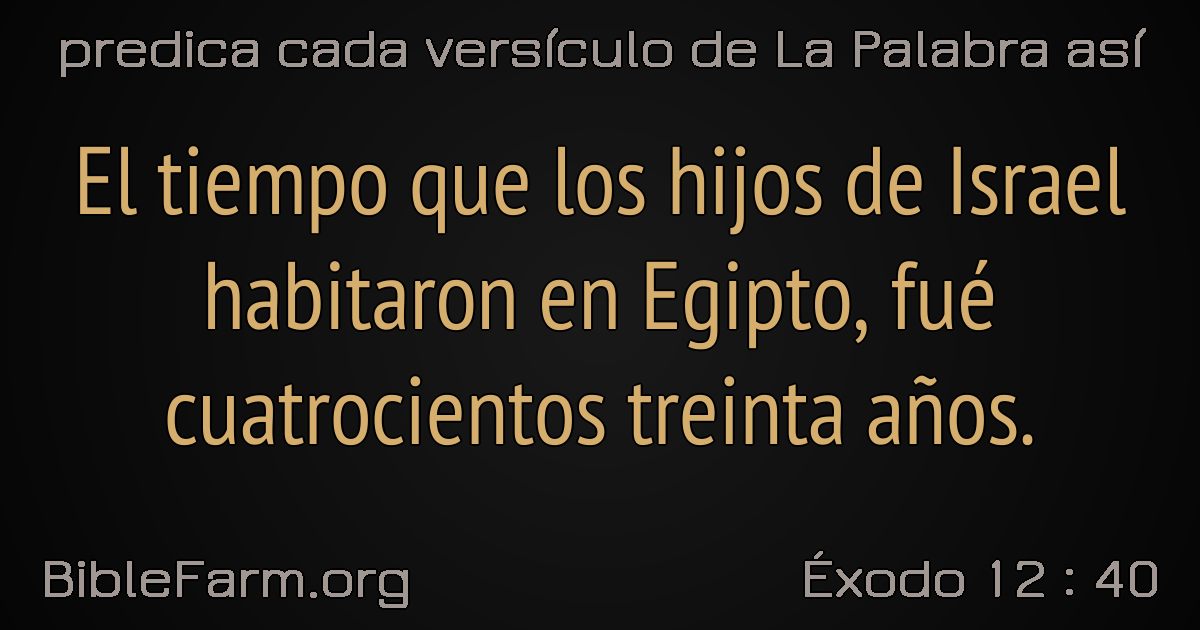 predica cada versículo de La Palabra así
El tiempo que los hijos de Israel
habitaron en Egipto, fué
cuatrocientos treinta años.
BibleFarm.org
Éxodo 12 : 40